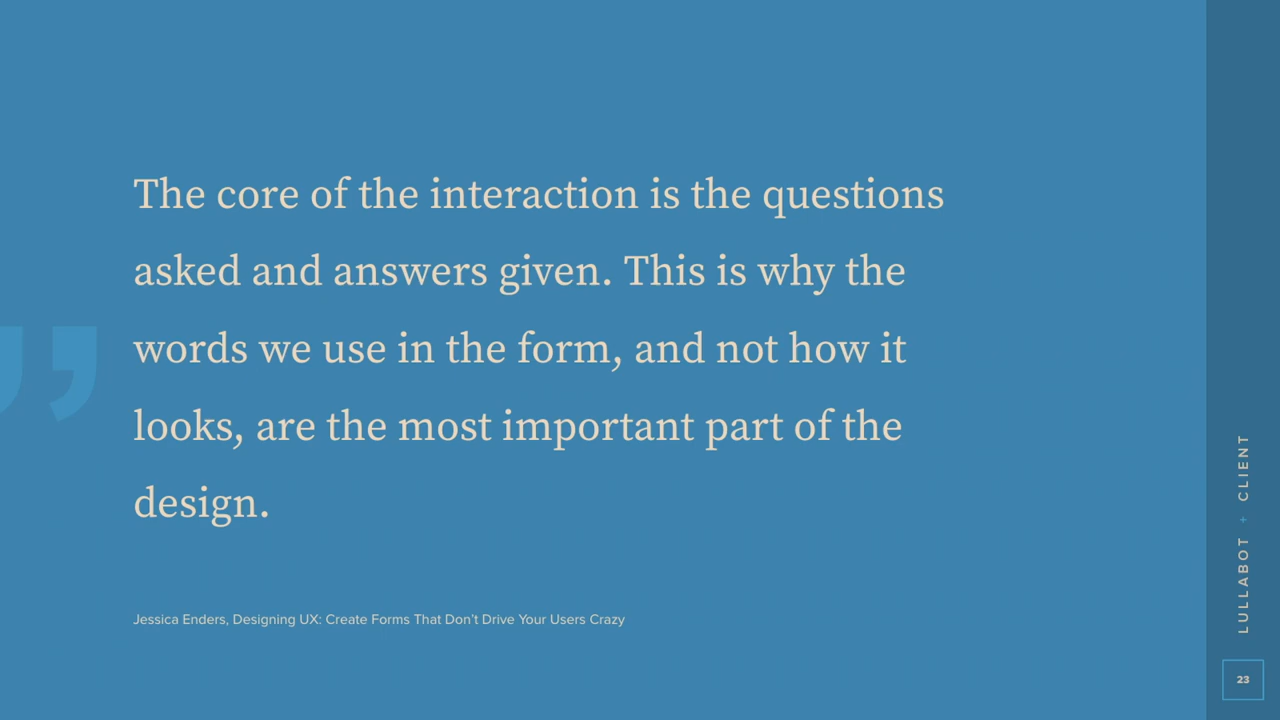 The core of the interaction is the questions
asked and answers given. This is why the
words we use in the form, and not how it
looks, are the most important part of the
design.
Jessica Enders, Designing UX: Create Forms That Don’t Drive Your Users Crazy
LULLABOT + CLIENT
23